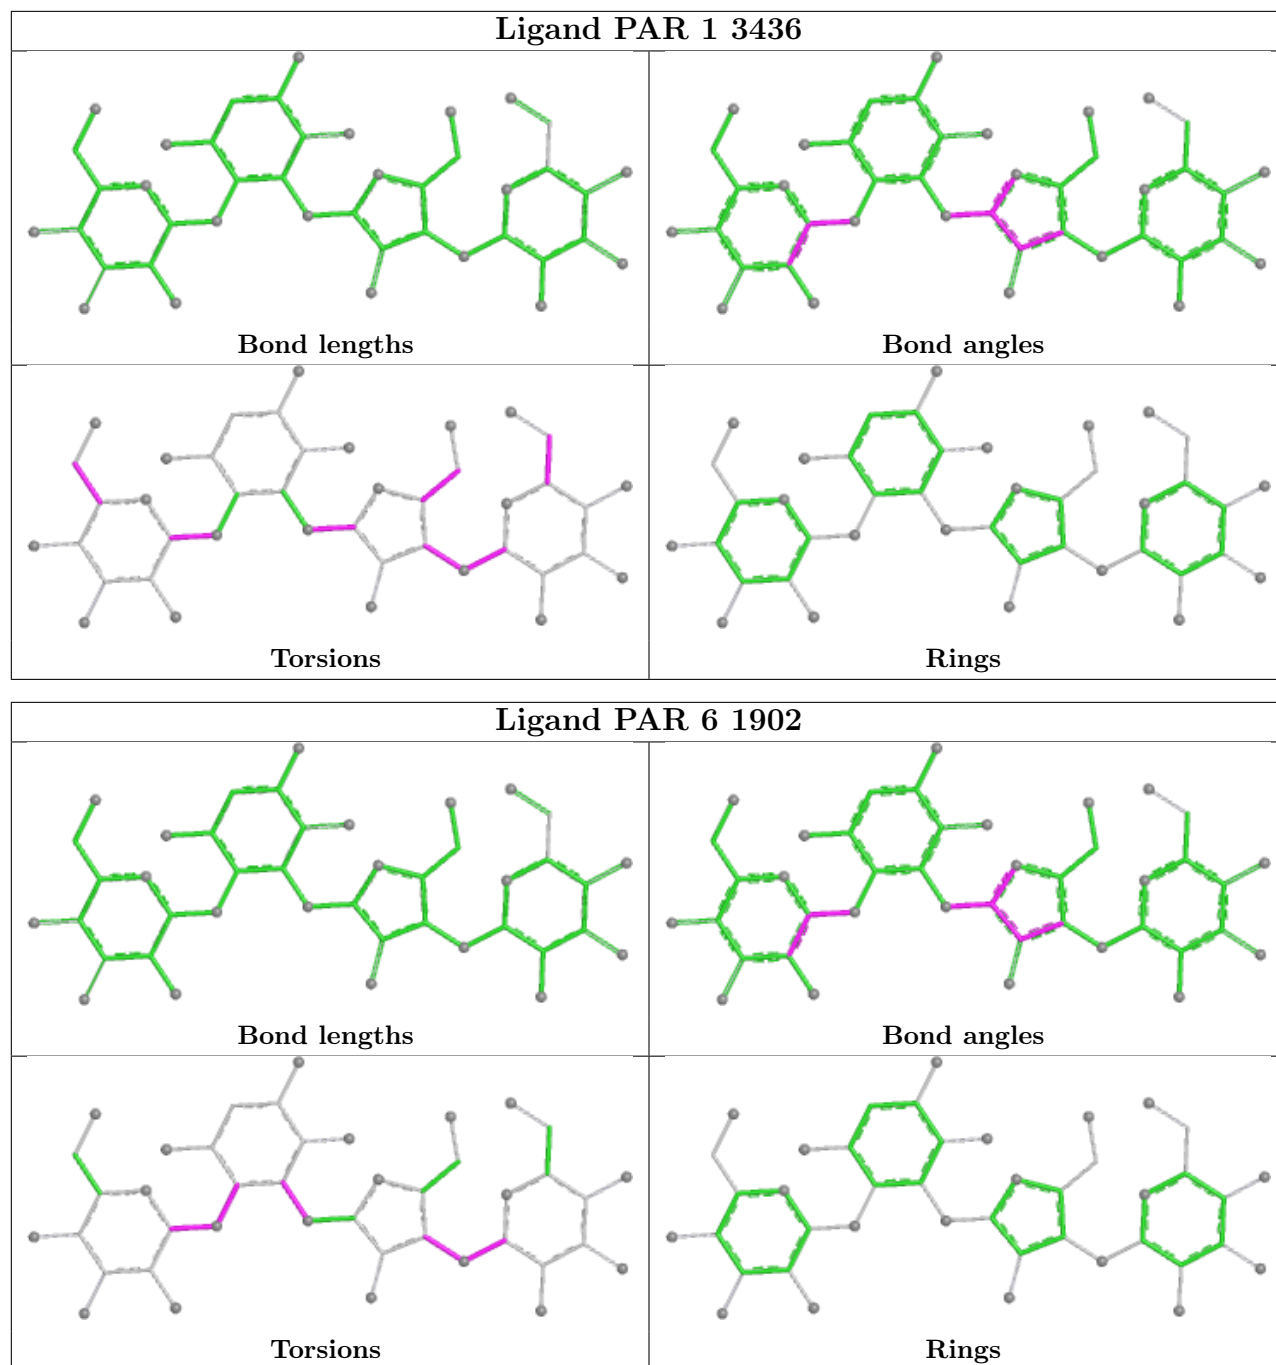 Ligand PAR 1 3436
Bond lengths
Bond angles
Torsions
Rings
Ligand PAR 6 1902
Bond lengths
Bond angles
Torsions
Rings